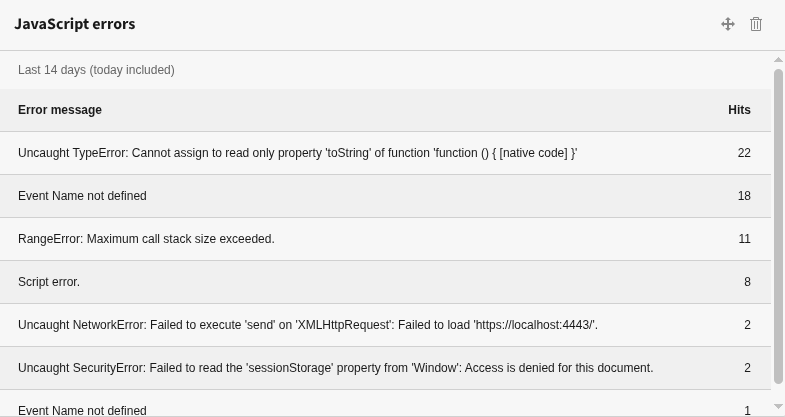 JavaScript errors
Last 14 days (today included)
Error message Hits
Uncaught TypeError: Cannot assign to read only property 'toString' of function 'function () { [native code] }' 22
Event Name not defined 18
RangeError: Maximum call stack size exceeded. 11
Script error. 8
Uncaught NetworkError: Failed to execute 'send' on 'XMLHttpRequest': Failed to load 'https://localhost:4443/'. 2
Uncaught SecurityError: Failed to read the 'sessionStorage' property from 'Window': Access is denied for this document. 2
Event Name not defined 1